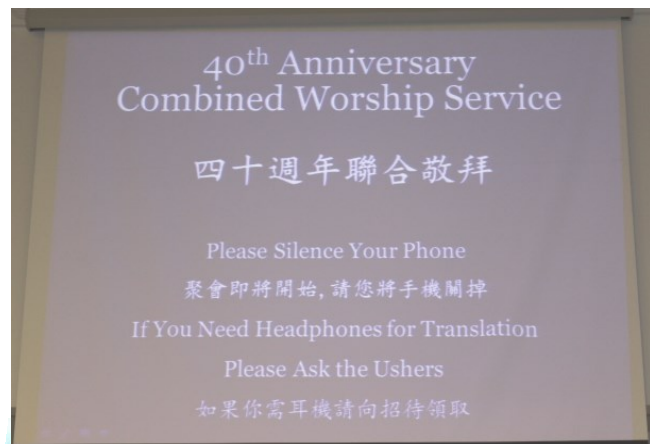 40th Anniversary
Combined Worship Service
四十週年聯合敬拜
Please Silence Your Phone
聚會即將開始,請您將手機關掉
If You Need Headphones for Translation
Please Ask the Ushers
如果你需耳機請向招待領取